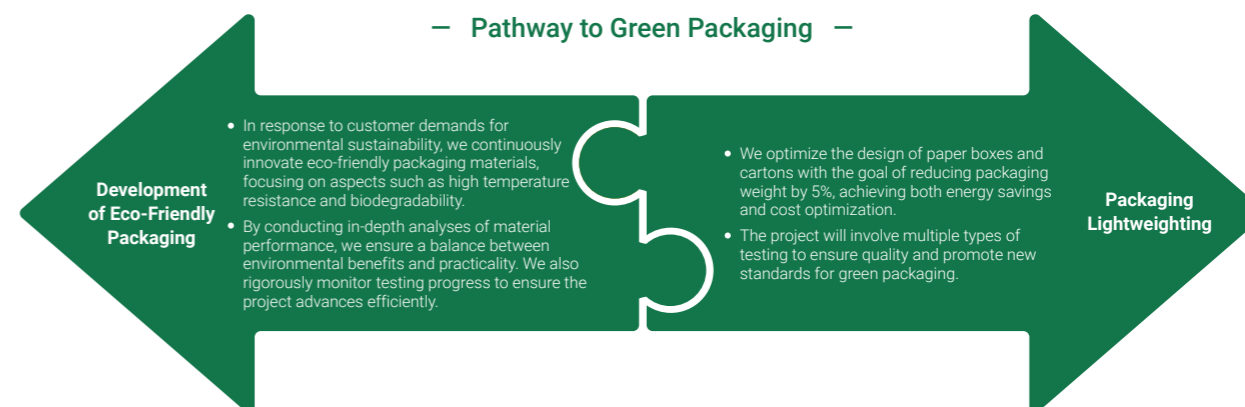 — Pathway to Green Packaging —
Development
of Eco-Friendly
Packaging
• In response to customer demands for
environmental sustainability, we continuously
innovate eco-friendly packaging materials,
focusing on aspects such as high temperature
resistance and biodegradability.
• By conducting in-depth analyses of material
performance, we ensure a balance between
environmental benefits and practicality. We also
rigorously monitor testing progress to ensure the
project advances efficiently.
• We optimize the design of paper boxes and
cartons with the goal of reducing packaging
weight by 5%, achieving both energy savings
and cost optimization.
• The project will involve multiple types of
testing to ensure quality and promote new
standards for green packaging.
Packaging
Lightweighting